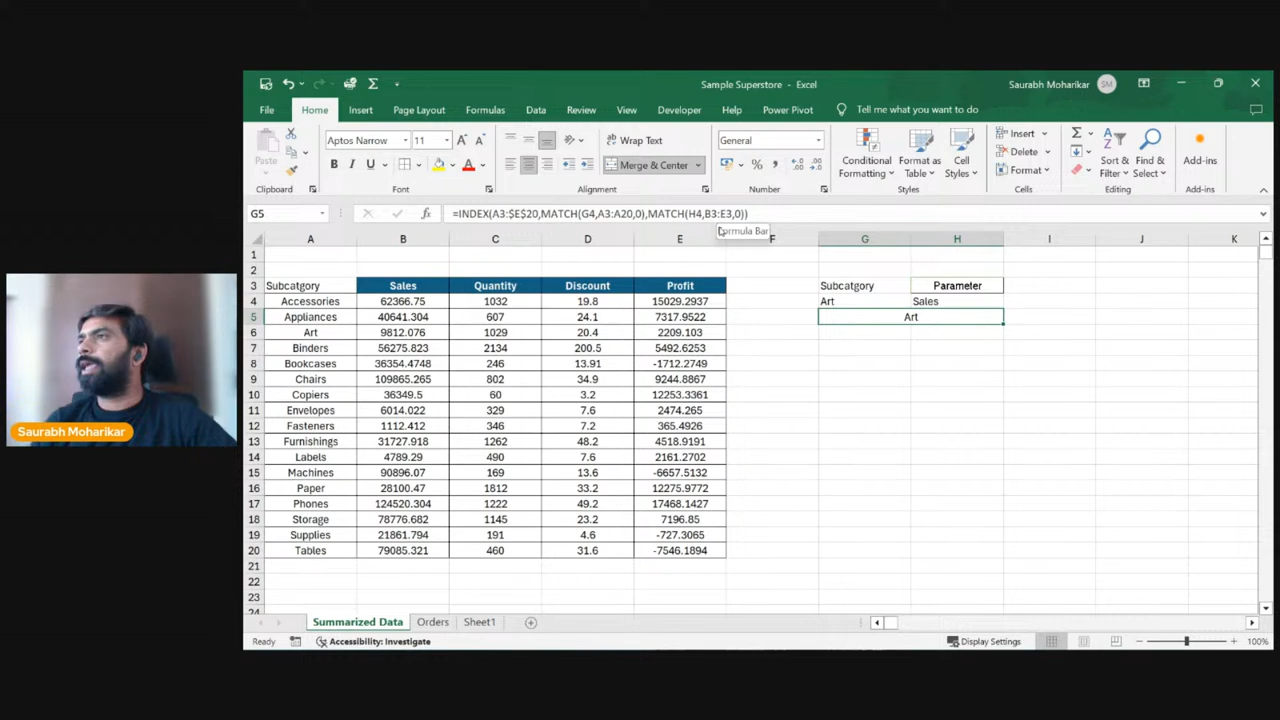 Sample Superstore - Excel
Saurabh Moharikar
SM
File Home Insert Page Layout Formulas Data Review View Developer Help Power Pivot Tell me what you want to do
Paste
Clipboard
Aptos Narrow 11
B I U
Font
Wrap Text
Merge & Center
Alignment
General
Number
Conditional Formatting
Format as Table
Cell Styles
Styles
Insert
Delete
Format
Cells
Sort & Filter
Find & Select
Editing
Add-ins
Add-ins
G5 fx =INDEX(A3:$E$20,MATCH(G4,A3:A20,0),MATCH(H4,B3:E3,0))
Formula Bar
A B C D E F G H I J K
1
2
3 Subcatgory Sales Quantity Discount Profit Subcatgory Parameter
4 Accessories 62366.75 1032 19.8 15029.2937 Art Sales
5 Appliances 40641.304 607 24.1 7317.9522 Art
6 Art 9812.076 1029 20.4 2209.103
7 Binders 56275.823 2134 200.5 5492.6253
8 Bookcases 36354.4748 246 13.91 -1712.2749
9 Chairs 109865.265 802 34.9 9244.8867
10 Copiers 36349.5 60 3.2 12253.3361
11 Envelopes 6014.022 329 7.6 2474.265
12 Fasteners 1112.412 346 7.2 365.4926
13 Furnishings 31727.918 1262 48.2 4518.9191
14 Labels 4789.29 490 7.6 2161.2702
15 Machines 90896.07 169 13.6 -6657.5132
16 Paper 28100.47 1812 33.2 12275.9772
17 Phones 124520.304 1222 49.2 17468.1427
18 Storage 78776.682 1145 23.2 7196.85
19 Supplies 21861.794 191 4.6 -727.3065
20 Tables 79085.321 460 31.6 -7546.1894
21
22
23
24
Summarized Data Orders Sheet1
Ready Accessibility: Investigate Display Settings 100%
Saurabh Moharikar